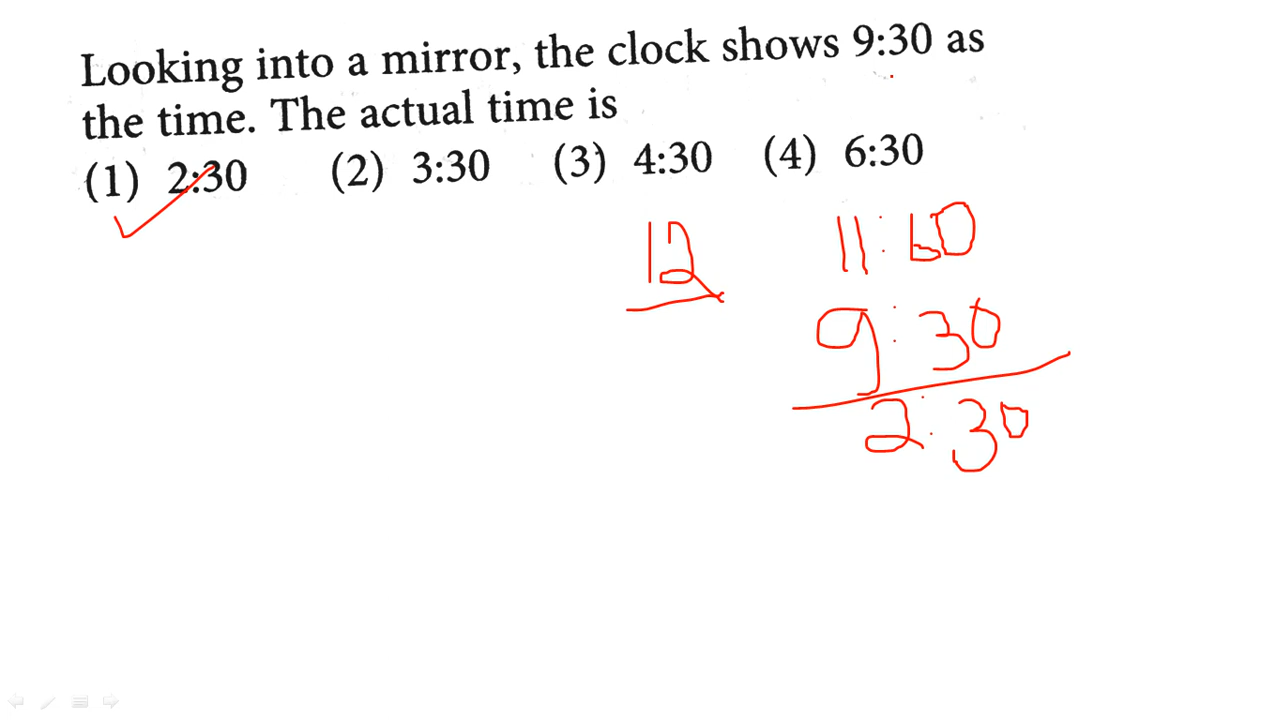 Looking into a mirror, the clock shows 9:30 as
the time. The actual time is
(1) 2:30 (2) 3:30 (3) 4:30 (4) 6:30
12 11:60
9:30
2:30